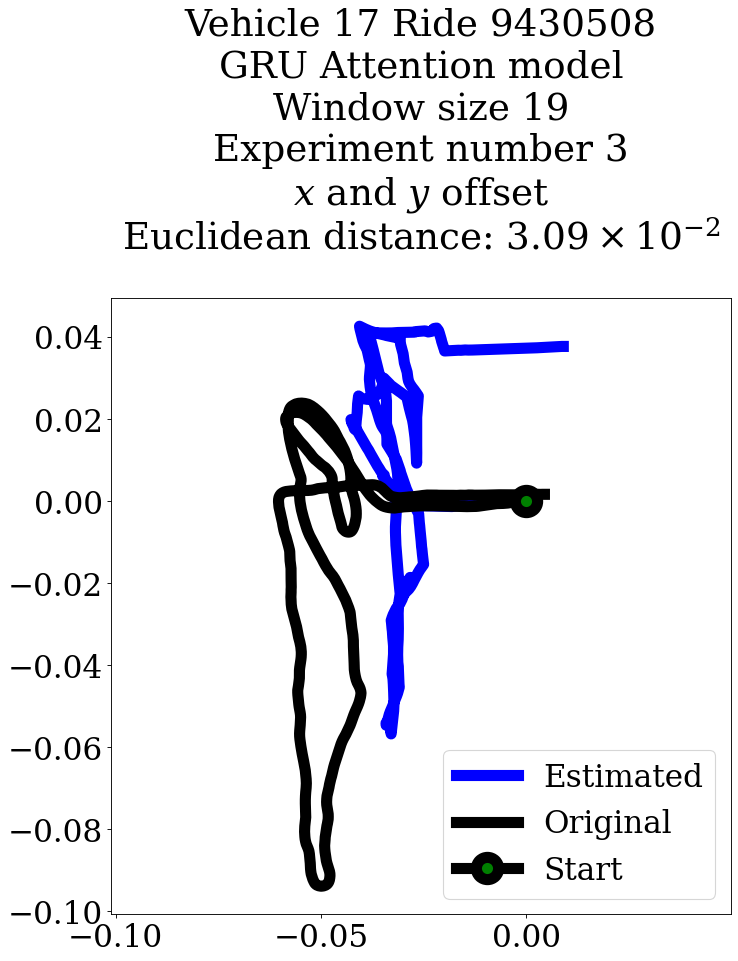 Vehicle 17 Ride 9430508
GRU Attention model
Window size 19
Experiment number 3
x and y offset
Euclidean distance: 3.09 × 10⁻²
0.04
0.02
0.00
−0.02
−0.04
−0.06
−0.08
−0.10
−0.10
−0.05
0.00
Estimated
Original
Start